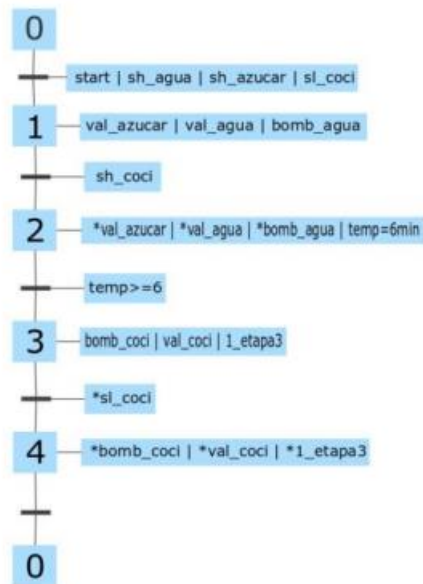 0
start | sh_agua | sh_azucar | sl_coci
1
val_azucar | val_agua | bomb_agua
sh_coci
2
*val_azucar | *val_agua | *bomb_agua | temp=6min
temp>=6
3
bomb_coci | val_coci | 1_etapa3
*sl_coci
4
*bomb_coci | *val_coci | *1_etapa3
0